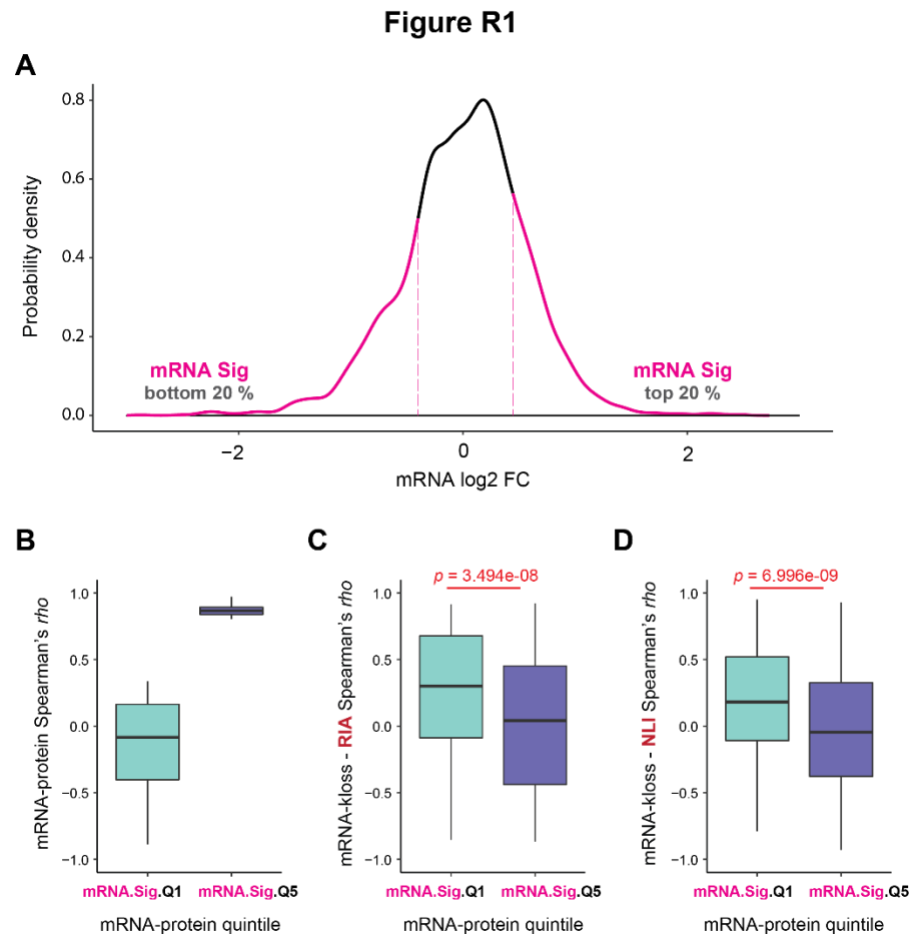 Figure R1
A
Probability density
0.8
0.6
0.4
0.2
0.0
mRNA Sig
bottom 20 %
mRNA Sig
top 20 %
−2
0
2
mRNA log2 FC
B
mRNA-protein Spearman's rho
1.0
0.5
0.0
−0.5
−1.0
mRNA.Sig.Q1
mRNA.Sig.Q5
mRNA-protein quintile
C
mRNA-kloss - RIA Spearman's rho
p = 3.494e-08
1.0
0.5
0.0
−0.5
−1.0
mRNA.Sig.Q1
mRNA.Sig.Q5
mRNA-protein quintile
D
mRNA-kloss - NLI Spearman's rho
p = 6.996e-09
1.0
0.5
0.0
−0.5
−1.0
mRNA.Sig.Q1
mRNA.Sig.Q5
mRNA-protein quintile